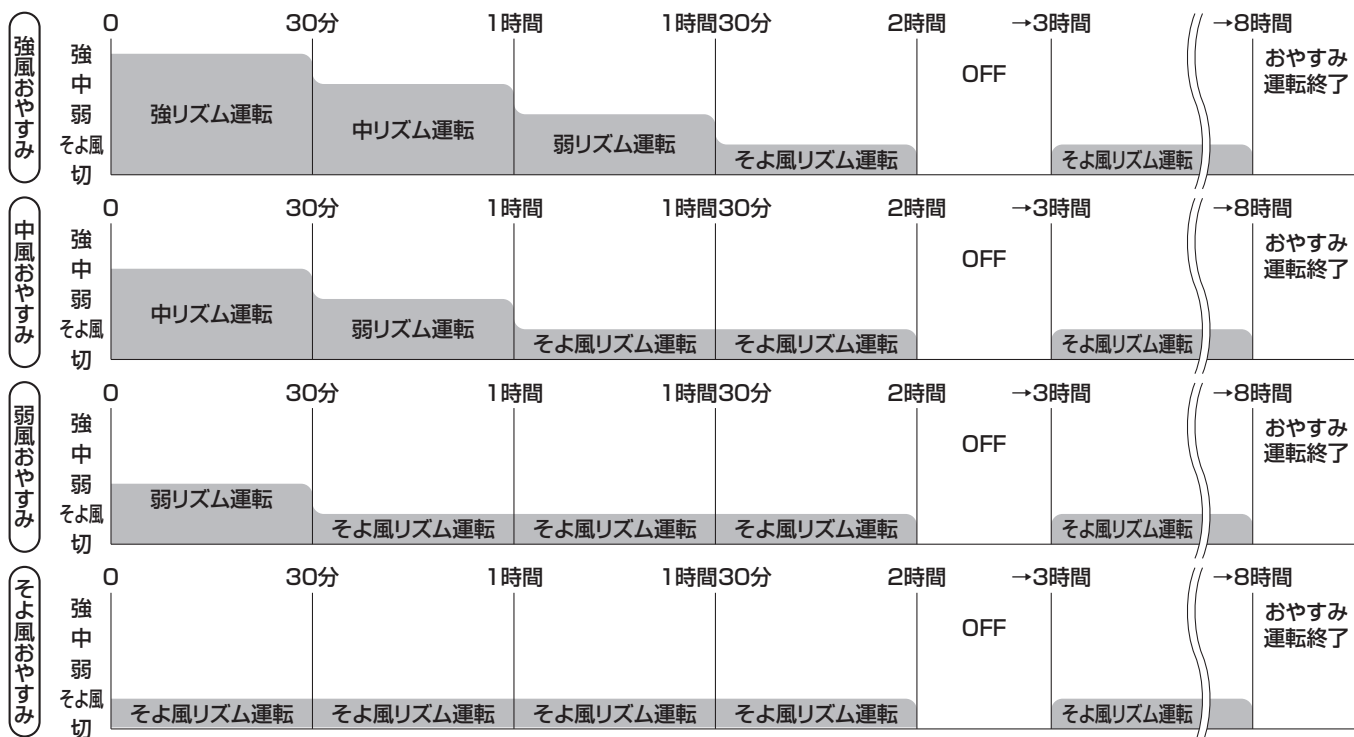 強風おやすみ
0 30分 1時間 1時間30分 2時間 →3時間 →8時間
強
中
弱
そよ風
切
強リズム運転
中リズム運転
弱リズム運転
そよ風リズム運転
OFF
そよ風リズム運転
おやすみ
運転終了
中風おやすみ
0 30分 1時間 1時間30分 2時間 →3時間 →8時間
強
中
弱
そよ風
切
中リズム運転
弱リズム運転
そよ風リズム運転
そよ風リズム運転
OFF
そよ風リズム運転
おやすみ
運転終了
弱風おやすみ
0 30分 1時間 1時間30分 2時間 →3時間 →8時間
強
中
弱
そよ風
切
弱リズム運転
そよ風リズム運転
そよ風リズム運転
そよ風リズム運転
OFF
そよ風リズム運転
おやすみ
運転終了
そよ風おやすみ
0 30分 1時間 1時間30分 2時間 →3時間 →8時間
強
中
弱
そよ風
切
そよ風リズム運転
そよ風リズム運転
そよ風リズム運転
そよ風リズム運転
OFF
そよ風リズム運転
おやすみ
運転終了